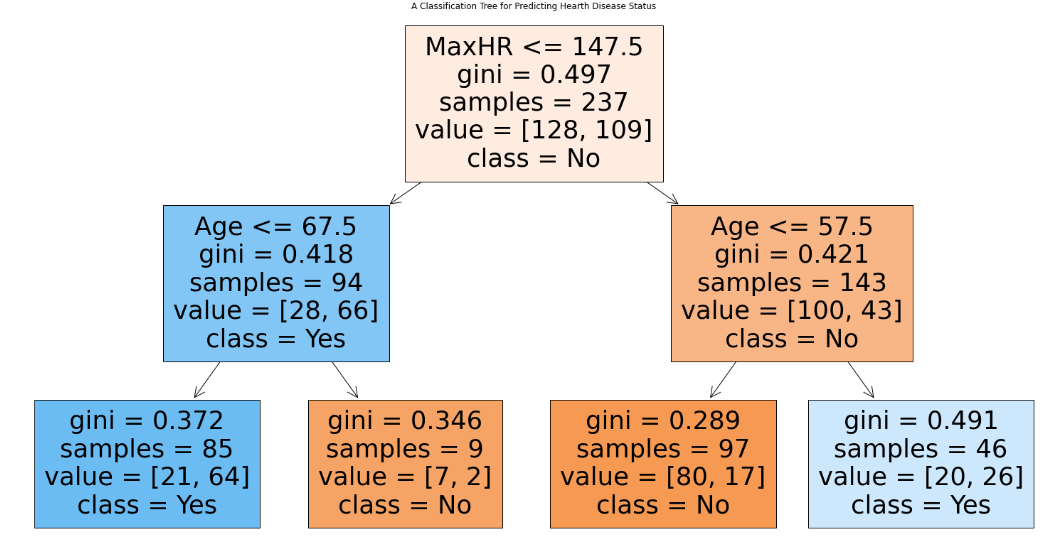 A Classification Tree for Predicting Hearth Disease Status
MaxHR <= 147.5
gini = 0.497
samples = 237
value = [128, 109]
class = No
Age <= 67.5
gini = 0.418
samples = 94
value = [28, 66]
class = Yes
Age <= 57.5
gini = 0.421
samples = 143
value = [100, 43]
class = No
gini = 0.372
samples = 85
value = [21, 64]
class = Yes
gini = 0.346
samples = 9
value = [7, 2]
class = No
gini = 0.289
samples = 97
value = [80, 17]
class = No
gini = 0.491
samples = 46
value = [20, 26]
class = Yes